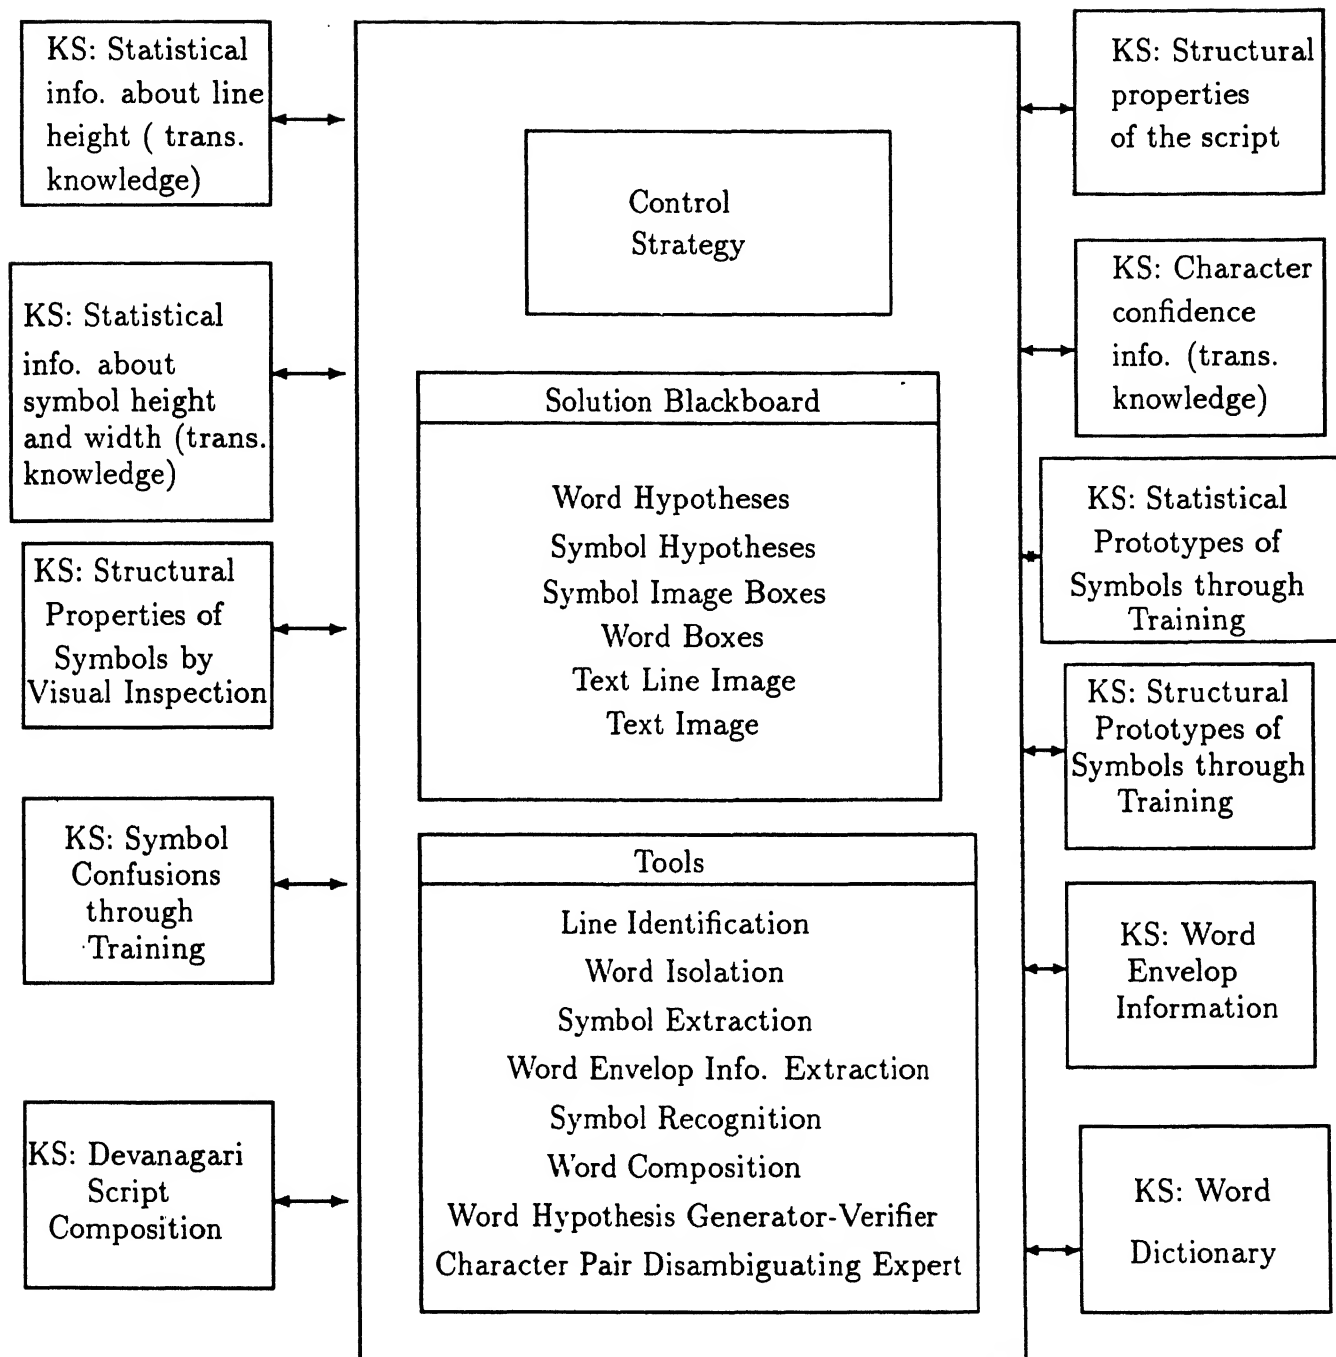 KS: Statistical
info. about line
height ( trans.
knowledge)
KS: Statistical
info. about
symbol height
and width (trans.
knowledge)
KS: Structural
Properties of
Symbols by
Visual Inspection
KS: Symbol
Confusions
through
Training
KS: Devanagari
Script
Composition
Control
Strategy
Solution Blackboard
Word Hypotheses
Symbol Hypotheses
Symbol Image Boxes
Word Boxes
Text Line Image
Text Image
Tools
Line Identification
Word Isolation
Symbol Extraction
Word Envelop Info. Extraction
Symbol Recognition
Word Composition
Word Hypothesis Generator-Verifier
Character Pair Disambiguating Expert
KS: Structural
properties
of the script
KS: Character
confidence
info. (trans.
knowledge)
KS: Statistical
Prototypes of
Symbols through
Training
KS: Structural
Prototypes of
Symbols through
Training
KS: Word
Envelop
Information
KS: Word
Dictionary